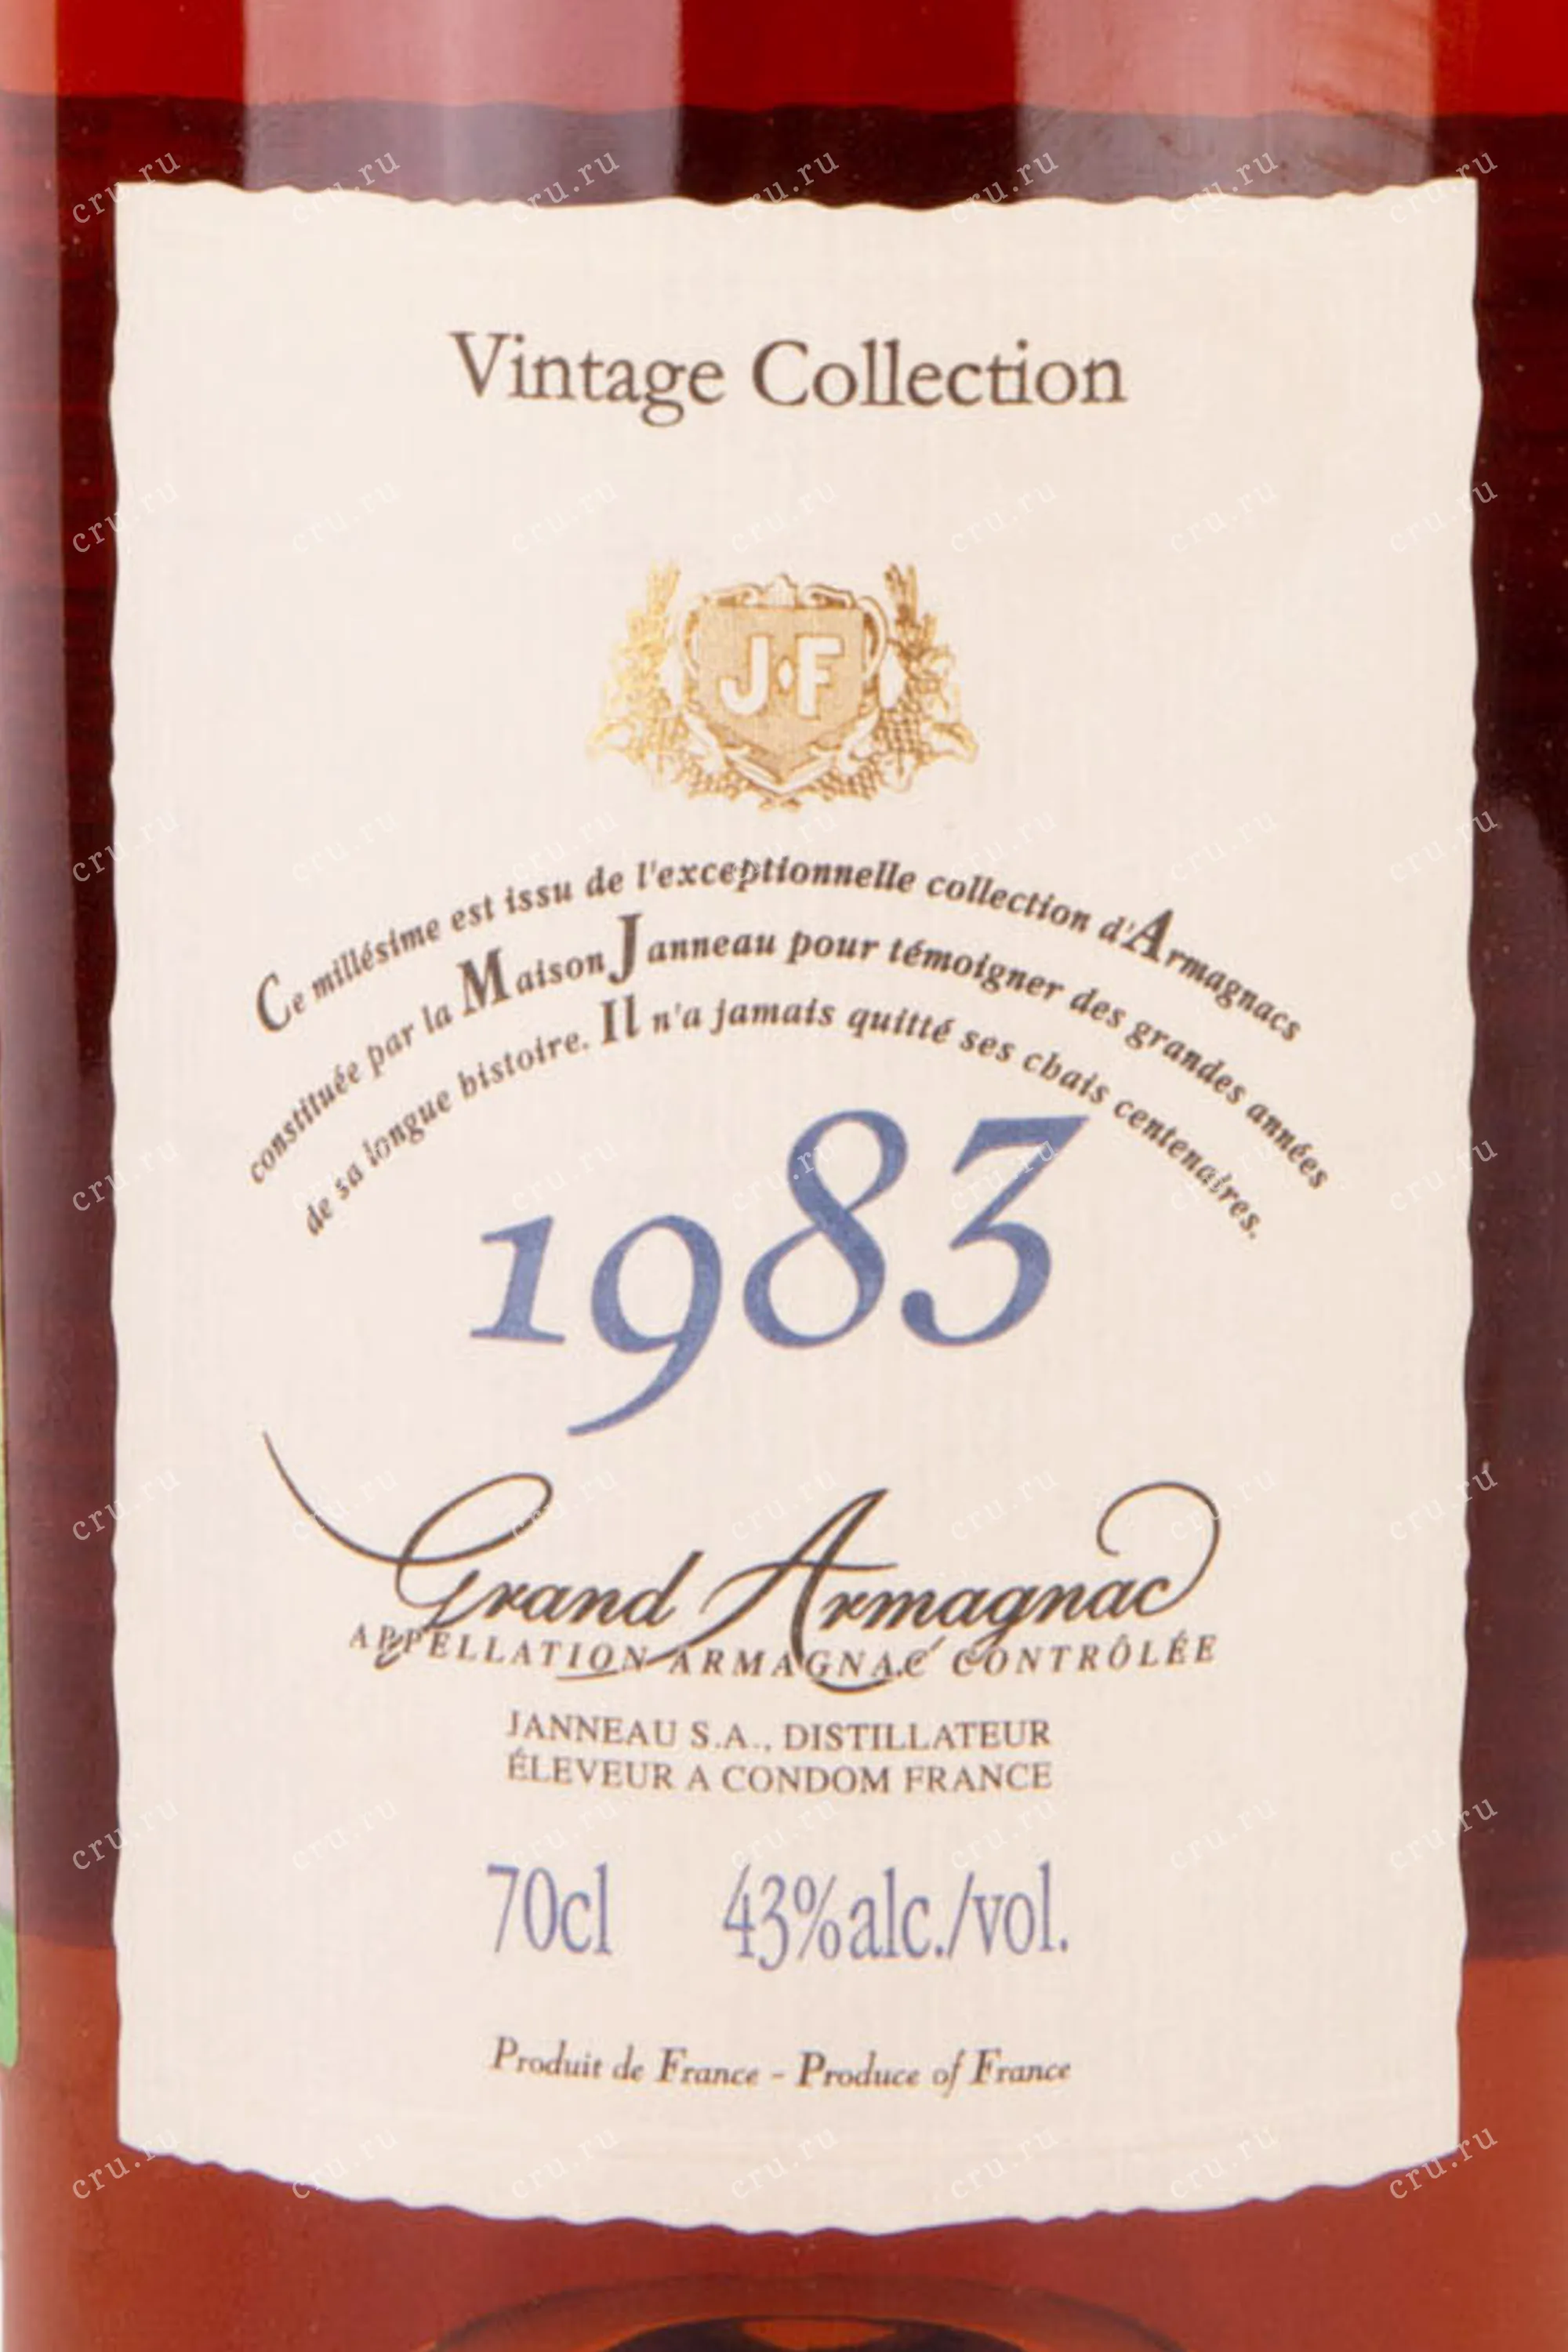 Vintage Collection
J·F
Ce millésime est issu de l'exceptionnelle collection d'Armagnacs
constituée par la Maison Janneau pour témoigner des grandes années
de sa longue histoire. Il n'a jamais quitté ses chais centenaires.
1983
Grand Armagnac
APPELLATION ARMAGNAC CONTRÔLÉE
JANNEAU S.A., DISTILLATEUR
ÉLEVEUR A CONDOM FRANCE
70cl 43%alc./vol.
Produit de France - Produce of France
cru.ru